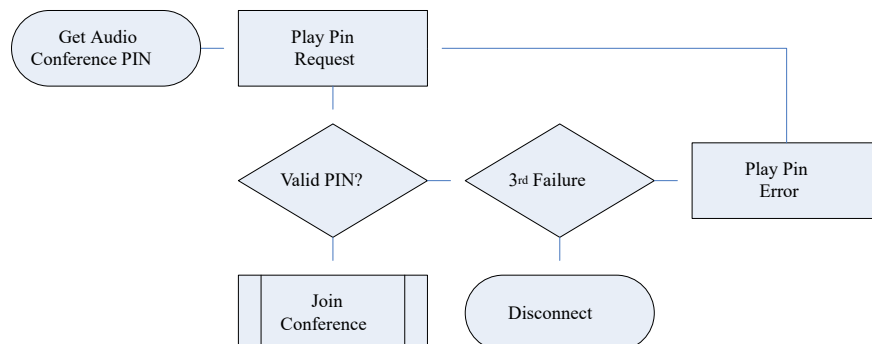 Get Audio
Conference PIN
Play Pin
Request
Valid PIN?
3rd Failure
Play Pin
Error
Join
Conference
Disconnect